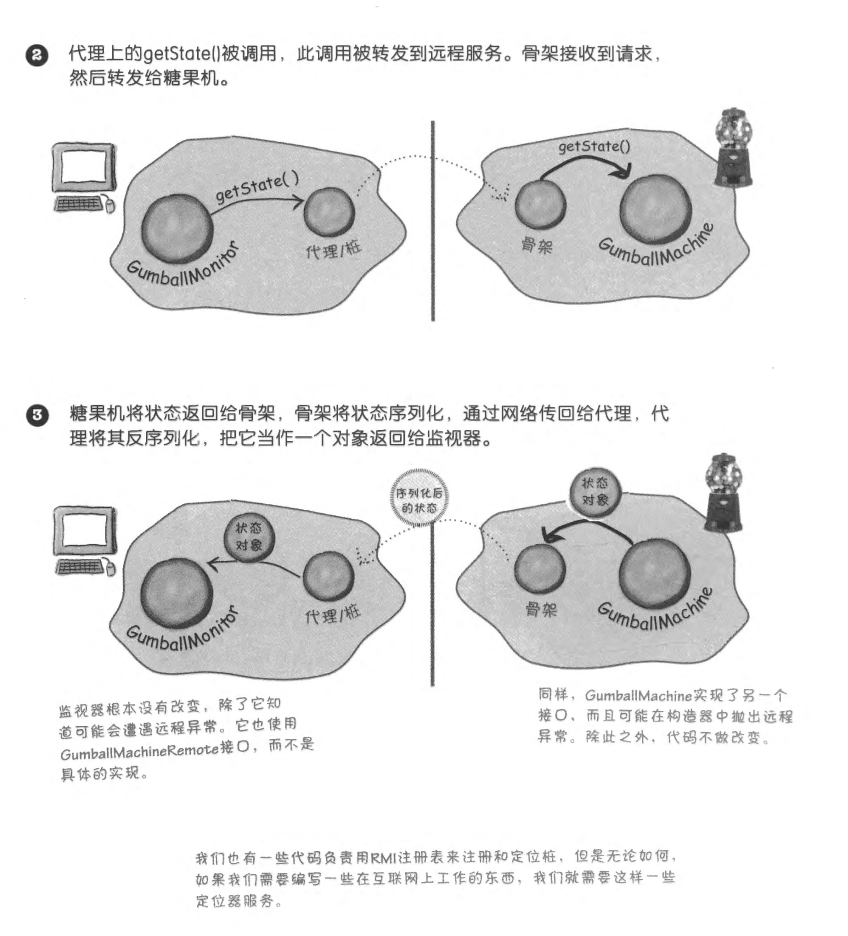 2 代理上的getState()被调用，此调用被转发到远程服务。骨架接收到请求，
然后转发给糖果机。
getState()
getState( )
代理/桩
骨架
GumballMonitor
GumballMachine
3 糖果机将状态返回给骨架，骨架将状态序列化，通过网络传回给代理，代
理将其反序列化，把它当作一个对象返回给监视器。
序列化后
的状态
状态
对象
状态
对象
代理/桩
骨架
GumballMonitor
GumballMachine
监视器根本没有改变，除了它知
道可能会遭遇远程异常。它也使用
GumballMachineRemote接口，而不是
具体的实现。
同样，GumballMachine实现了另一个
接口，而且可能在构造器中抛出远程
异常。除此之外，代码不做改变。
我们也有一些代码负责用RMI注册表来注册和定位桩，但是无论如何，
如果我们需要编写一些在互联网上工作的东西，我们就需要这样一些
定位器服务。